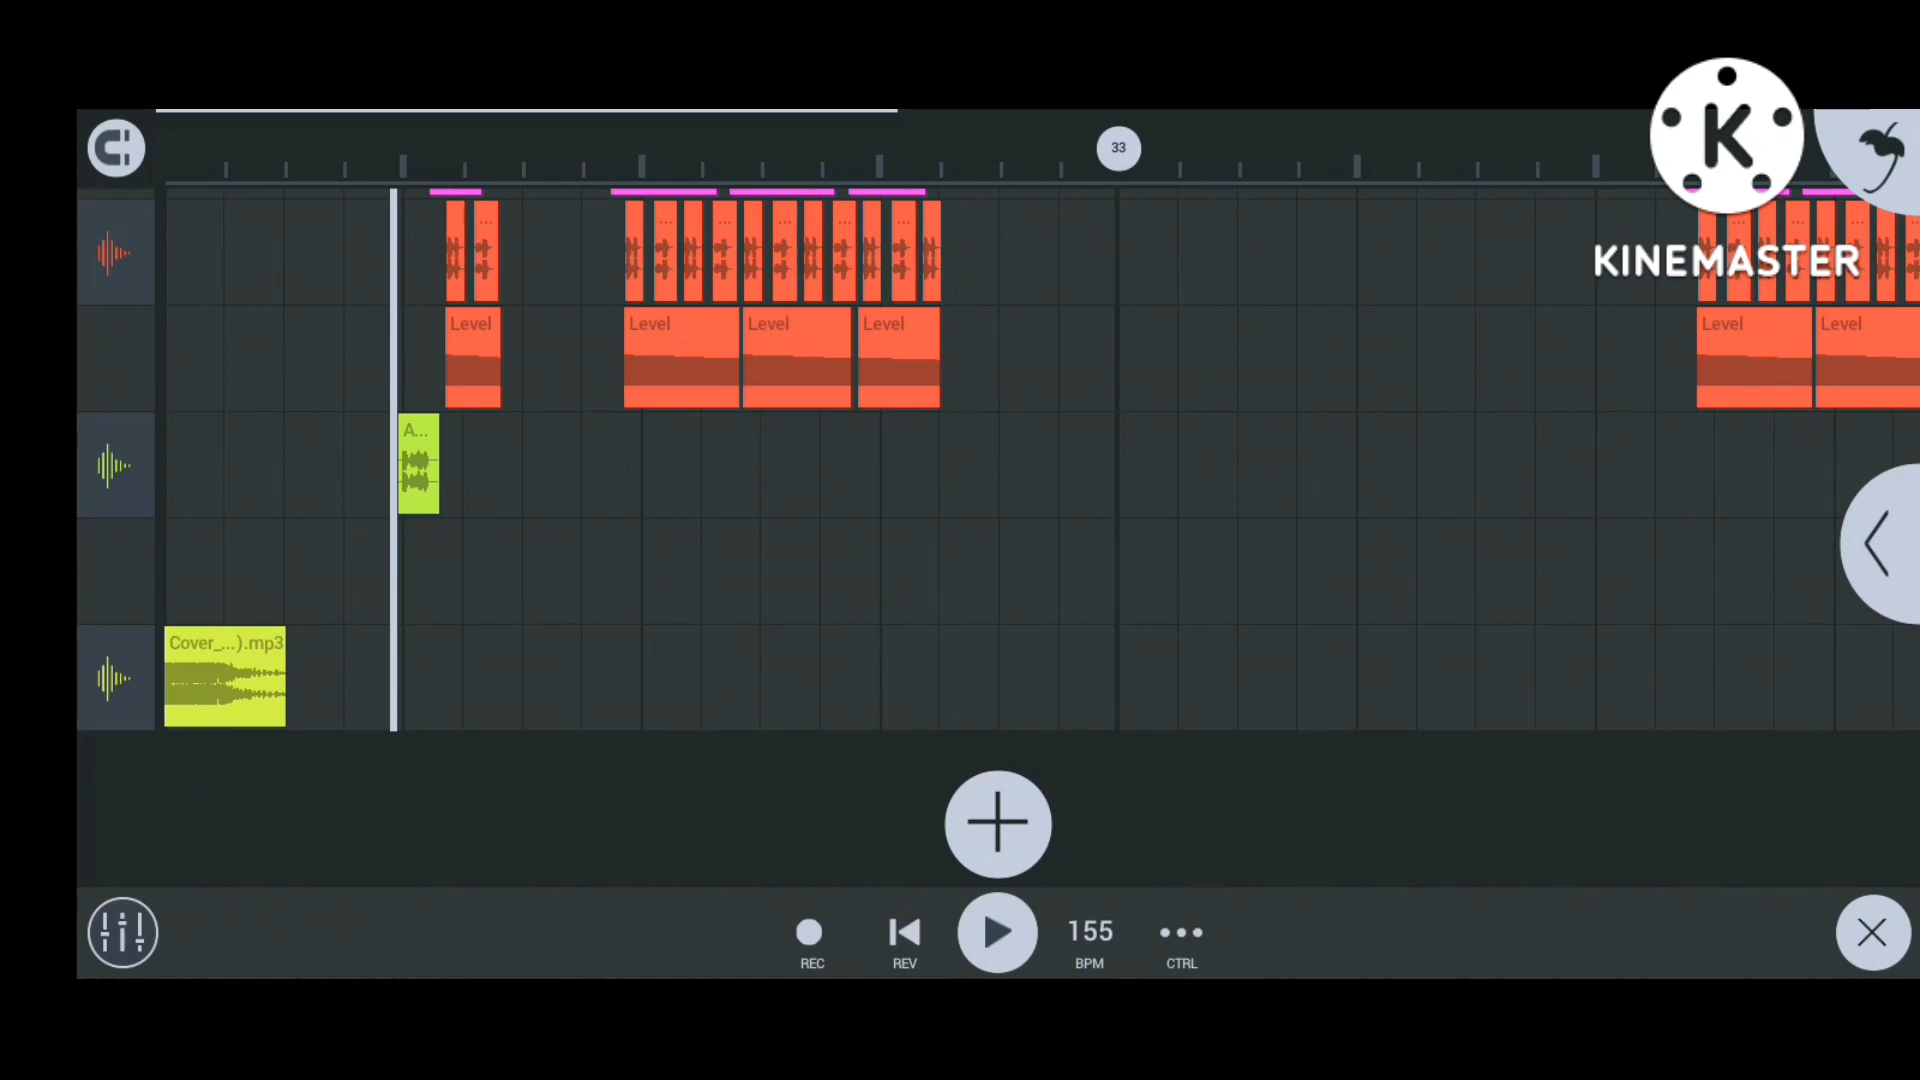 33
K
KINEMASTER
...
...
...
...
...
...
...
...
Level
Level
Level
Level
Level
Level
A...
Cover_...).mp3
155
REC
REV
BPM
CTRL